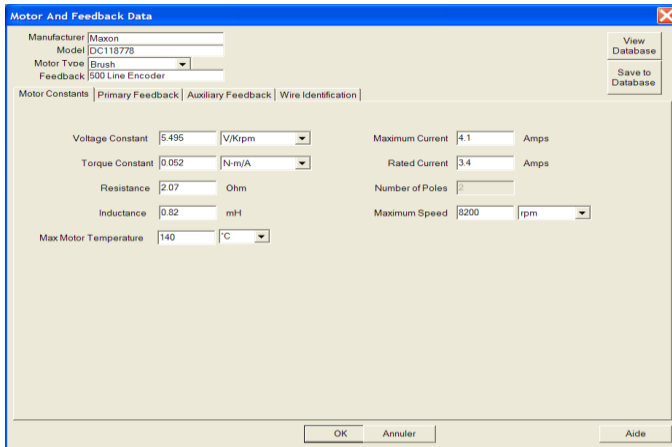 Motor And Feedback Data
Manufacturer Maxon
Model DC118778
Motor Type Brush
Feedback 500 Line Encoder
View Database
Save to Database
Motor Constants Primary Feedback Auxiliary Feedback Wire Identification
Voltage Constant 5.495 V/Krpm Maximum Current 4.1 Amps
Torque Constant 0.052 N·m/A Rated Current 3.4 Amps
Resistance 2.07 Ohm Number of Poles 2
Inductance 0.82 mH Maximum Speed 8200 rpm
Max Motor Temperature 140 °C
OK Annuler Aide